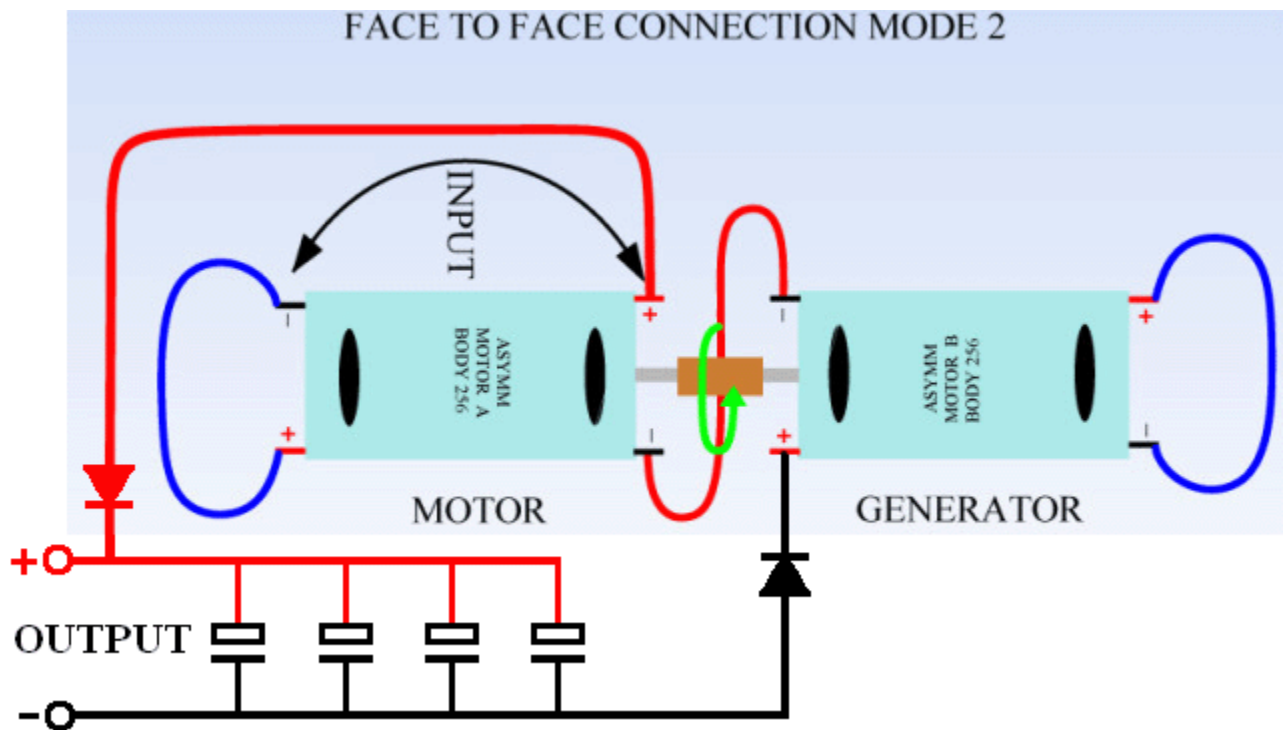 FACE TO FACE CONNECTION MODE 2
INPUT
−
+
+
−
ASYMM
MOTOR A
BODY 256
−
+
+
−
ASYMM
MOTOR B
BODY 256
MOTOR
GENERATOR
+
OUTPUT
-